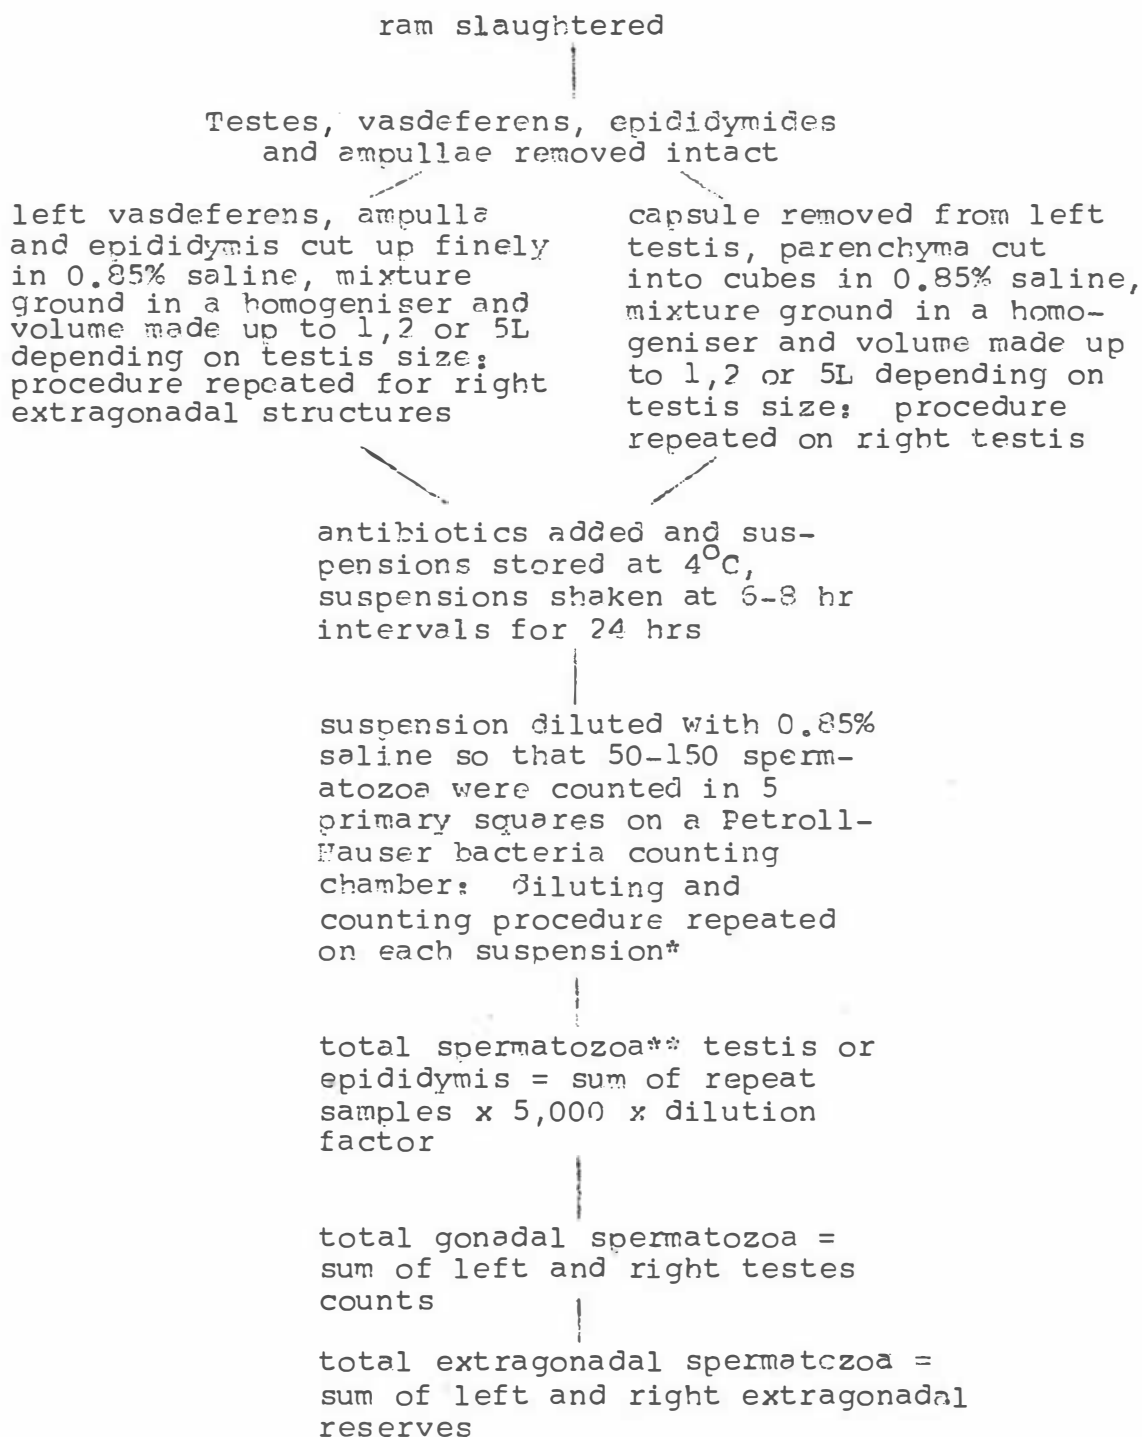 ram slaughtered
Testes, vasdeferens, epididymides
and ampullae removed intact
left vasdeferens, ampulla
and epididymis cut up finely
in 0.85% saline, mixture
ground in a homogeniser and
volume made up to 1,2 or 5L
depending on testis size:
procedure repeated for right
extragonadal structures
capsule removed from left
testis, parenchyma cut
into cubes in 0.85% saline,
mixture ground in a homo-
geniser and volume made up
to 1,2 or 5L depending on
testis size: procedure
repeated on right testis
antibiotics added and sus-
pensions stored at 4°C,
suspensions shaken at 6-8 hr
intervals for 24 hrs
suspension diluted with 0.85%
saline so that 50-150 sperm-
atozoa were counted in 5
primary squares on a Petroll-
Hauser bacteria counting
chamber: diluting and
counting procedure repeated
on each suspension*
total spermatozoa** testis or
epididymis = sum of repeat
samples x 5,000 x dilution
factor
total gonadal spermatozoa =
sum of left and right testes
counts
total extragonadal spermatozoa =
sum of left and right extragonadal
reserves